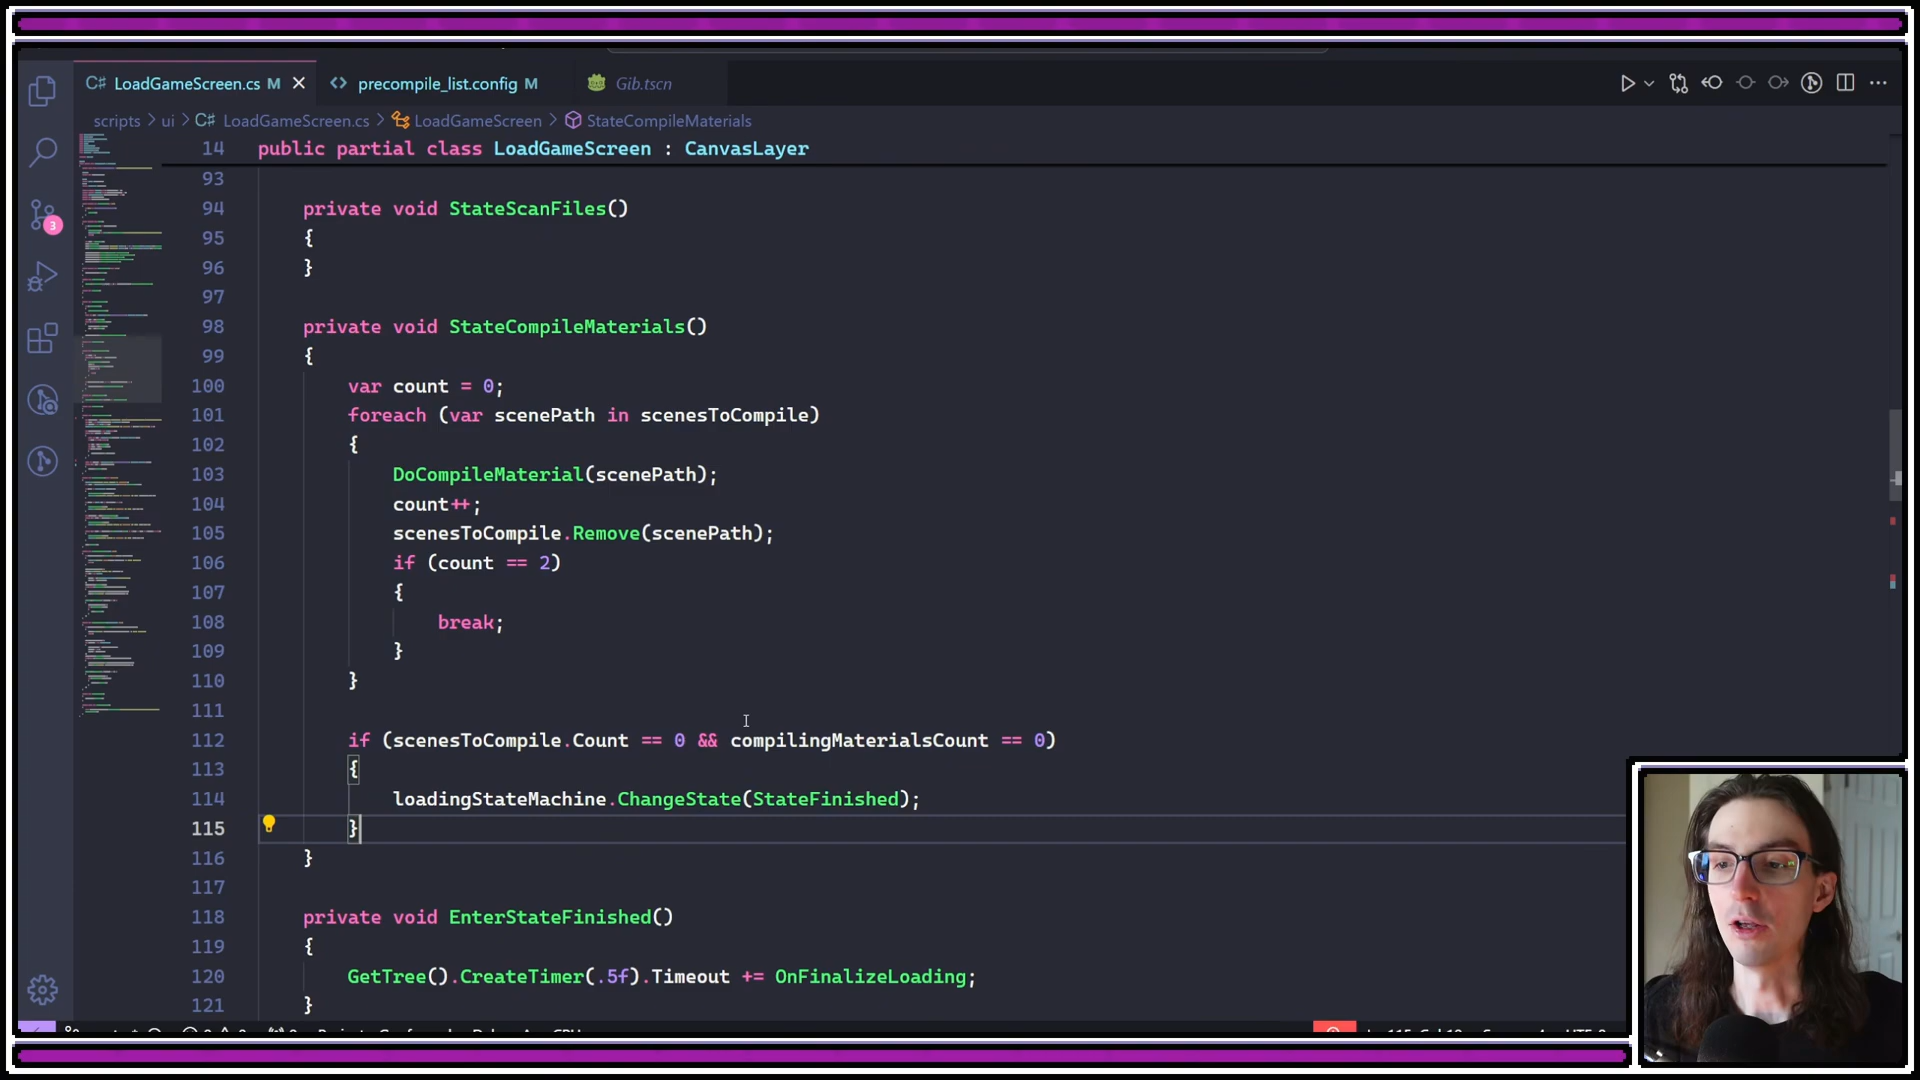 LoadGameScreen.cs M
precompile_list.config M
Gib.tscn
scripts > ui > C# LoadGameScreen.cs > LoadGameScreen > StateCompileMaterials
14 public partial class LoadGameScreen : CanvasLayer
93
94 private void StateScanFiles()
95 {
96 }
97
98 private void StateCompileMaterials()
99 {
100 var count = 0;
101 foreach (var scenePath in scenesToCompile)
102 {
103 DoCompileMaterial(scenePath);
104 count++;
105 scenesToCompile.Remove(scenePath);
106 if (count == 2)
107 {
108 break;
109 }
110 }
111
112 if (scenesToCompile.Count == 0 && compilingMaterialsCount == 0)
113 {
114 loadingStateMachine.ChangeState(StateFinished);
115 }
116 }
117
118 private void EnterStateFinished()
119 {
120 GetTree().CreateTimer(.5f).Timeout += OnFinalizeLoading;
121 }
3